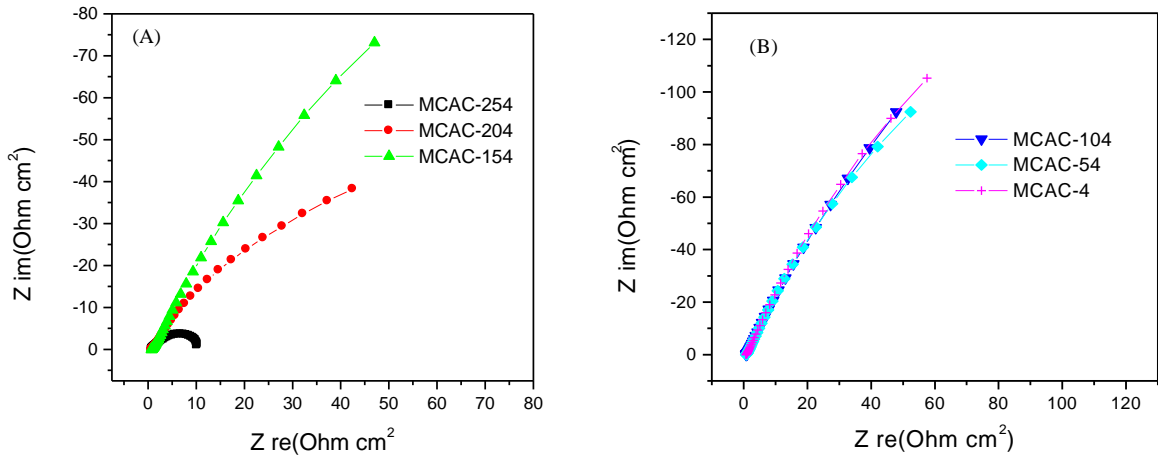 (A)
-80
-70
-60
-50
-40
-30
-20
-10
0
Z im(Ohm cm²)
MCAC-254
MCAC-204
MCAC-154
0 10 20 30 40 50 60 70 80
Z re(Ohm cm²
(B)
-120
-100
-80
-60
-40
-20
0
Z im(Ohm cm²)
MCAC-104
MCAC-54
MCAC-4
0 20 40 60 80 100 120
Z re(Ohm cm²)